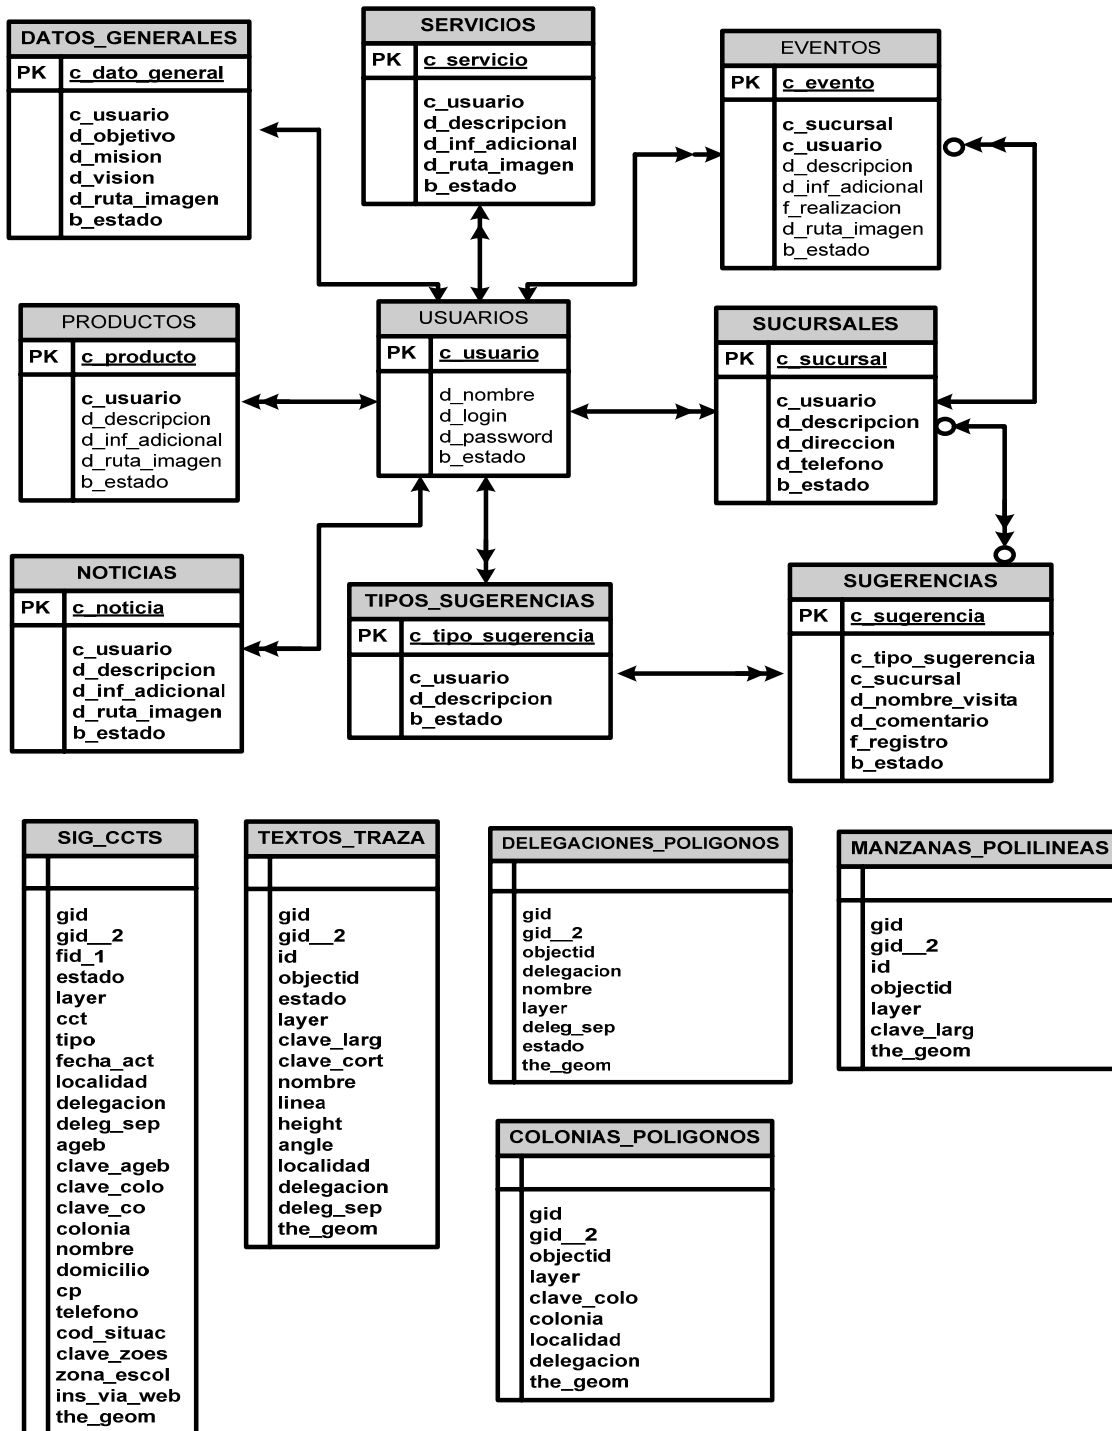 DATOS_GENERALES
PK c_dato_general
c_usuario
d_objetivo
d_mision
d_vision
d_ruta_imagen
b_estado
SERVICIOS
PK c_servicio
c_usuario
d_descripcion
d_inf_adicional
d_ruta_imagen
b_estado
EVENTOS
PK c_evento
c_sucursal
c_usuario
d_descripcion
d_inf_adicional
f_realizacion
d_ruta_imagen
b_estado
PRODUCTOS
PK c_producto
c_usuario
d_descripcion
d_inf_adicional
d_ruta_imagen
b_estado
USUARIOS
PK c_usuario
d_nombre
d_login
d_password
b_estado
SUCURSALES
PK c_sucursal
c_usuario
d_descripcion
d_direccion
d_telefono
b_estado
NOTICIAS
PK c_noticia
c_usuario
d_descripcion
d_inf_adicional
d_ruta_imagen
b_estado
TIPOS_SUGERENCIAS
PK c_tipo_sugerencia
c_usuario
d_descripcion
b_estado
SUGERENCIAS
PK c_sugerencia
c_tipo_sugerencia
c_sucursal
d_nombre_visita
d_comentario
f_registro
b_estado
SIG_CCTS
gid
gid__2
fid_1
estado
layer
cct
tipo
fecha_act
localidad
delegacion
deleg_sep
ageb
clave_ageb
clave_colo
clave_co
colonia
nombre
domicilio
cp
telefono
cod_situac
clave_zoes
zona_escol
ins_via_web
the_geom
TEXTOS_TRAZA
gid
gid__2
id
objectid
estado
layer
clave_larg
clave_cort
nombre
linea
height
angle
localidad
delegacion
deleg_sep
the_geom
DELEGACIONES_POLIGONOS
gid
gid__2
objectid
delegacion
nombre
layer
deleg_sep
estado
the_geom
MANZANAS_POLILINEAS
gid
gid__2
id
objectid
layer
clave_larg
the_geom
COLONIAS_POLIGONOS
gid
gid__2
objectid
layer
clave_colo
colonia
localidad
delegacion
the_geom